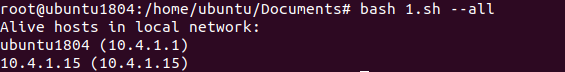 root@ubuntu1804:/home/ubuntu/Documents# bash 1.sh --all
Alive hosts in local network:
ubuntu1804 (10.4.1.1)
10.4.1.15 (10.4.1.15)